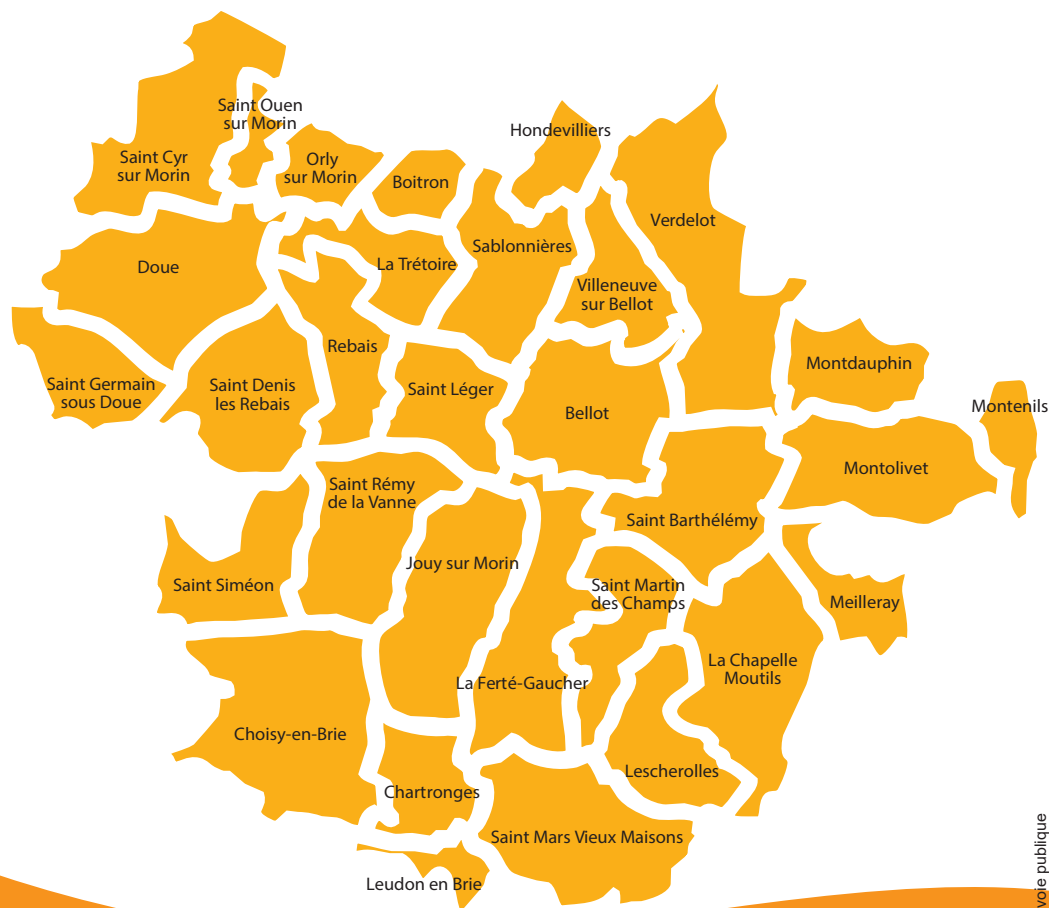 Saint Ouen
sur Morin
Hondevilliers
Saint Cyr
sur Morin
Orly
sur Morin
Boitron
Verdelot
Sablonnières
Doue
La Trétoire
Villeneuve
sur Bellot
Rebais
Montdauphin
Saint Germain
sous Doue
Saint Denis
les Rebais
Saint Léger
Bellot
Montenils
Montolivet
Saint Rémy
de la Vanne
Saint Barthélémy
Jouy sur Morin
Saint Siméon
Saint Martin
des Champs
Meilleray
La Chapelle
Moutils
La Ferté-Gaucher
Choisy-en-Brie
Lescherolles
Chartronges
Saint Mars Vieux Maisons
Leudon en Brie
voie publique